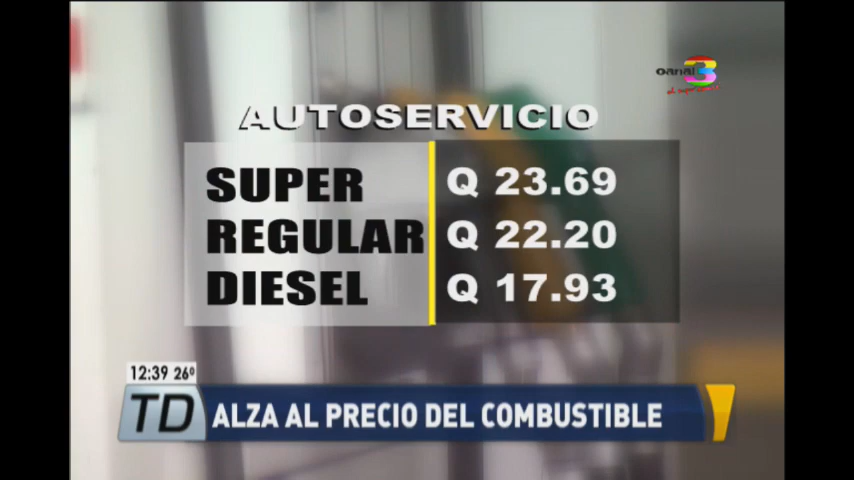 canal 3
AUTOSERVICIO
SUPER Q 23.69
REGULAR Q 22.20
DIESEL Q 17.93
12:39 26º
TD ALZA AL PRECIO DEL COMBUSTIBLE